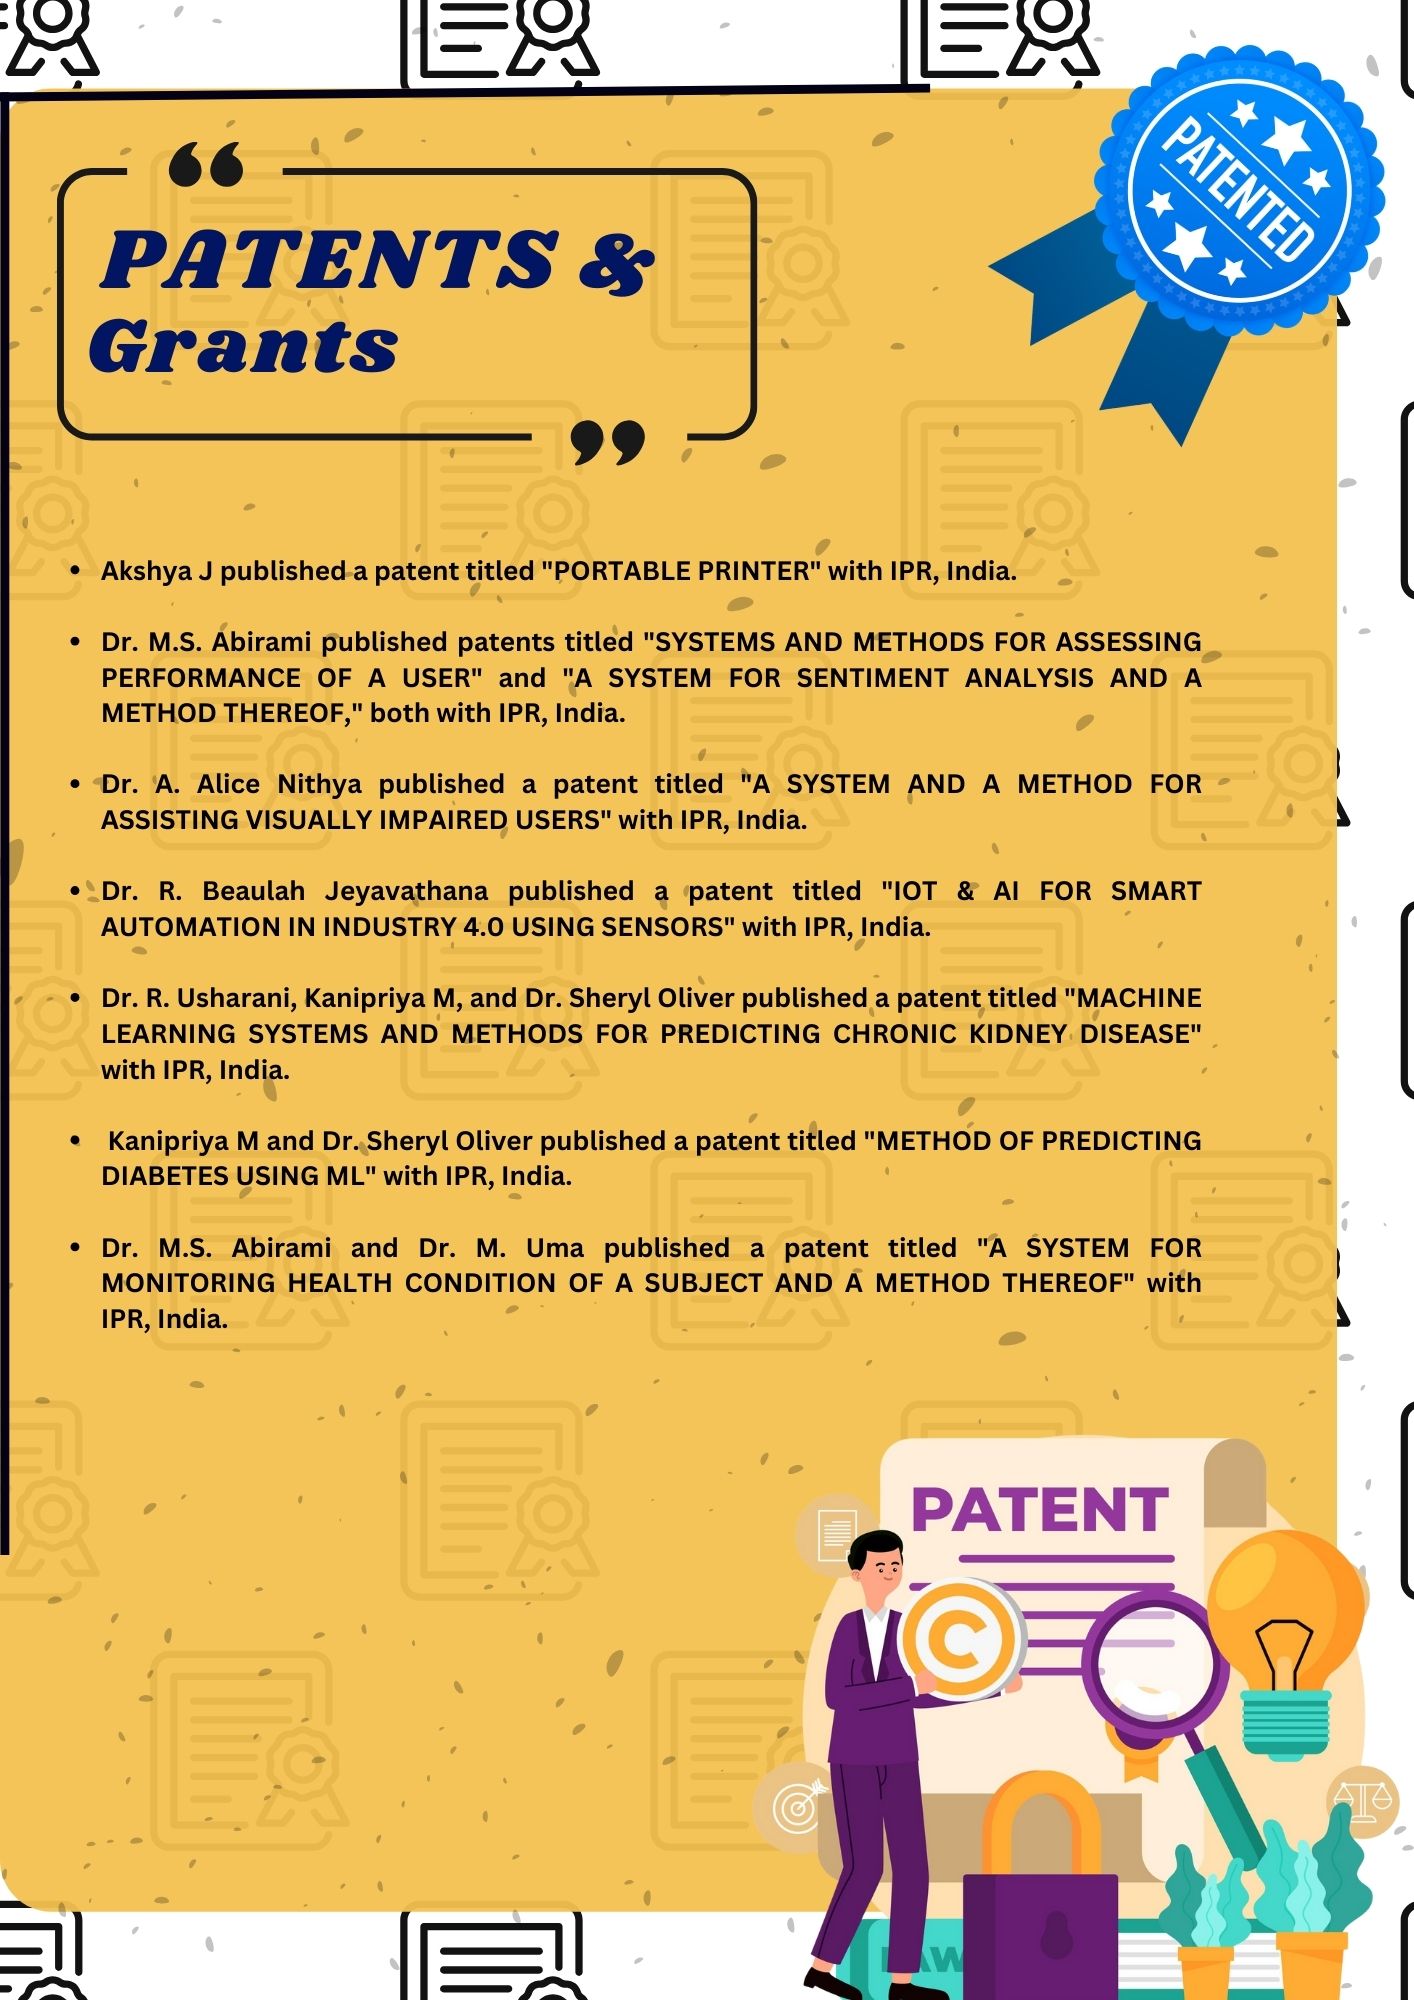 PATENTED
PATENTS &
Grants
• Akshya J published a patent titled "PORTABLE PRINTER" with IPR, India.
• Dr. M.S. Abirami published patents titled "SYSTEMS AND METHODS FOR ASSESSING
PERFORMANCE OF A USER" and "A SYSTEM FOR SENTIMENT ANALYSIS AND A
METHOD THEREOF," both with IPR, India.
• Dr. A. Alice Nithya published a patent titled "A SYSTEM AND A METHOD FOR
ASSISTING VISUALLY IMPAIRED USERS" with IPR, India.
• Dr. R. Beaulah Jeyavathana published a patent titled "IOT & AI FOR SMART
AUTOMATION IN INDUSTRY 4.0 USING SENSORS" with IPR, India.
• Dr. R. Usharani, Kanipriya M, and Dr. Sheryl Oliver published a patent titled "MACHINE
LEARNING SYSTEMS AND METHODS FOR PREDICTING CHRONIC KIDNEY DISEASE"
with IPR, India.
• Kanipriya M and Dr. Sheryl Oliver published a patent titled "METHOD OF PREDICTING
DIABETES USING ML" with IPR, India.
• Dr. M.S. Abirami and Dr. M. Uma published a patent titled "A SYSTEM FOR
MONITORING HEALTH CONDITION OF A SUBJECT AND A METHOD THEREOF" with
IPR, India.
PATENT
C
LAW